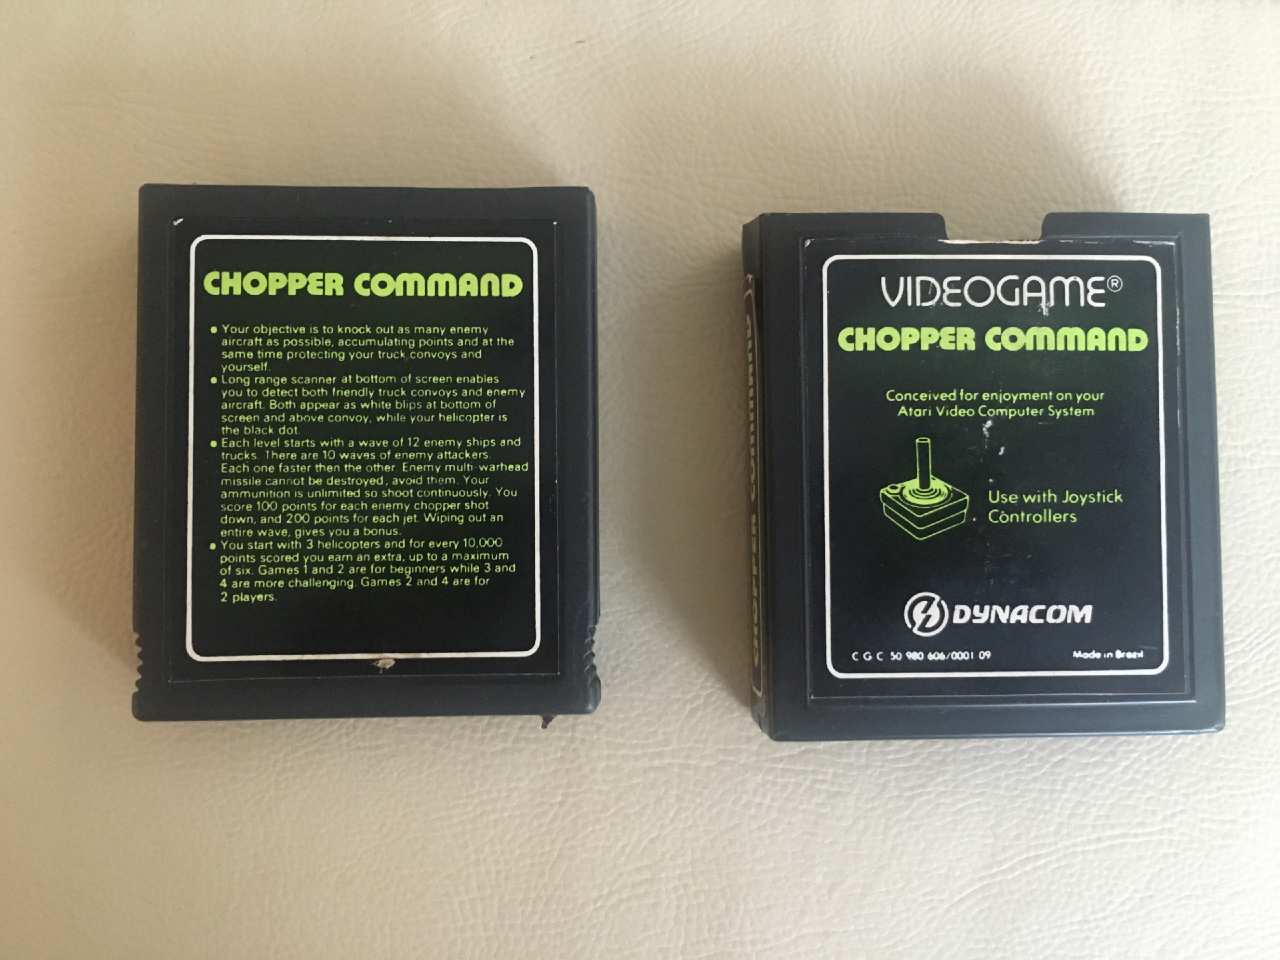 CHOPPER COMMAND
• Your objective is to knock out as many enemy
aircraft as possible, accumulating points and at the
same time protecting your truck convoys and
yourself.
• Long range scanner at bottom of screen enables
you to detect both friendly truck convoys and enemy
aircraft. Both appear as white blips at bottom of
screen and above convoy, while your helicopter is
the black dot.
• Each level starts with a wave of 12 enemy ships and
trucks. There are 10 waves of enemy attackers.
Each one faster then the other. Enemy multi-warhead
missile cannot be destroyed, avoid them. Your
ammunition is unlimited so shoot continuously. You
score 100 points for each enemy chopper shot
down, and 200 points for each jet. Wiping out an
entire wave, gives you a bonus.
• You start with 3 helicopters and for every 10,000
points scored you earn an extra, up to a maximum
of six. Games 1 and 2 are for beginners while 3 and
4 are more challenging. Games 2 and 4 are for
2 players.
CHOPPER COMMAND
VIDEOGAME®
CHOPPER COMMAND
Conceived for enjoyment on your
Atari Video Computer System
Use with Joystick
Controllers
DYNACOM
C G C 50 980 606/0001 09
Made in Brazil